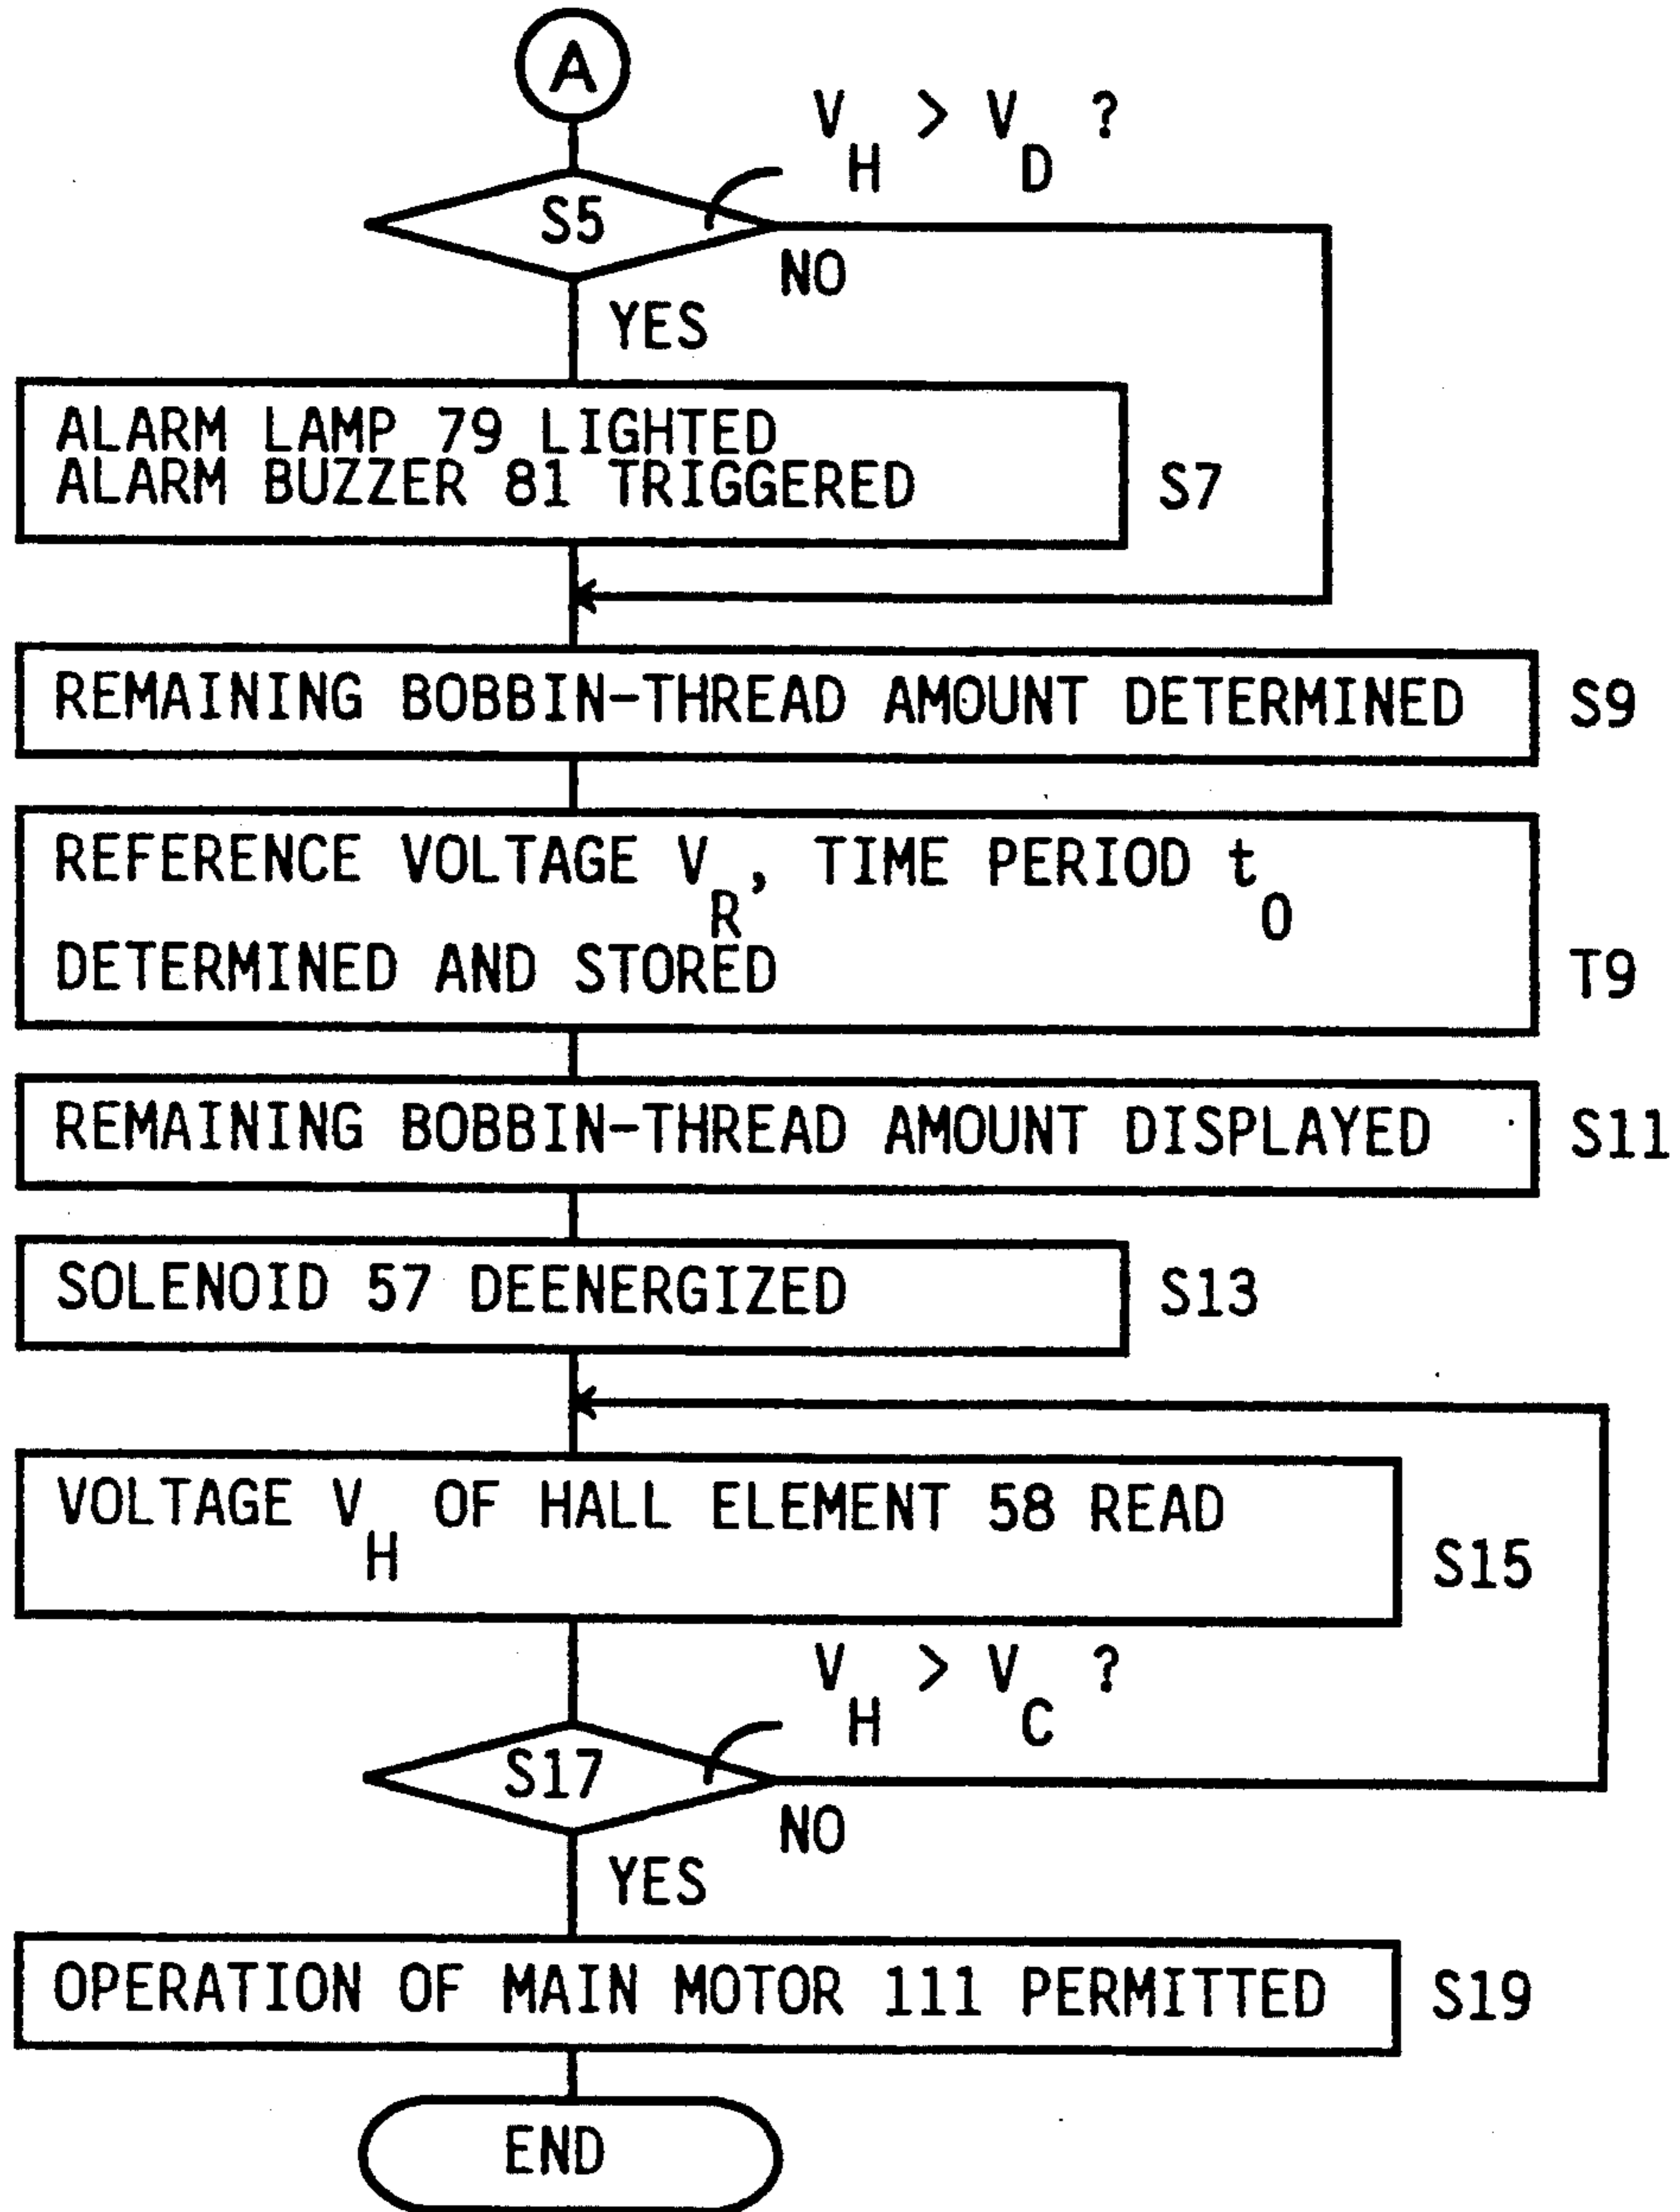 A
V_H > V_D ?
S5
NO
YES
ALARM LAMP 79 LIGHTED
ALARM BUZZER 81 TRIGGERED
S7
REMAINING BOBBIN-THREAD AMOUNT DETERMINED
S9
REFERENCE VOLTAGE V_R, TIME PERIOD t_0
DETERMINED AND STORED
T9
REMAINING BOBBIN-THREAD AMOUNT DISPLAYED
S11
SOLENOID 57 DEENERGIZED
S13
VOLTAGE V_H OF HALL ELEMENT 58 READ
S15
V_H > V_C ?
S17
NO
YES
OPERATION OF MAIN MOTOR 111 PERMITTED
S19
END